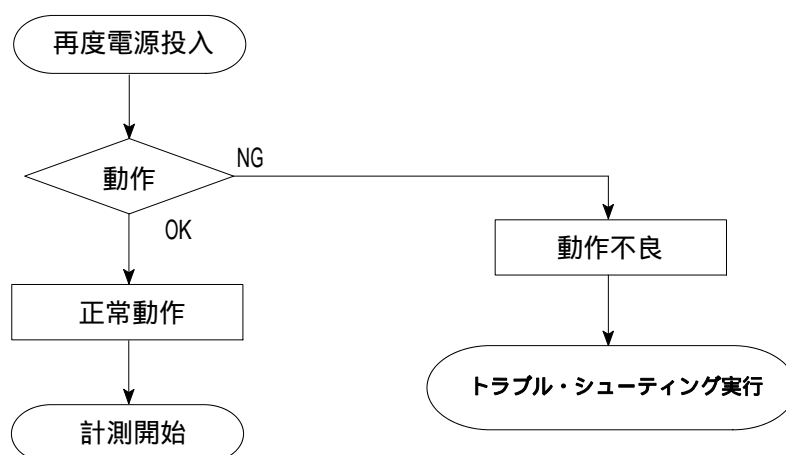 再度電源投入
動作
NG
OK
動作不良
正常動作
トラブル・シューティング実行
計測開始